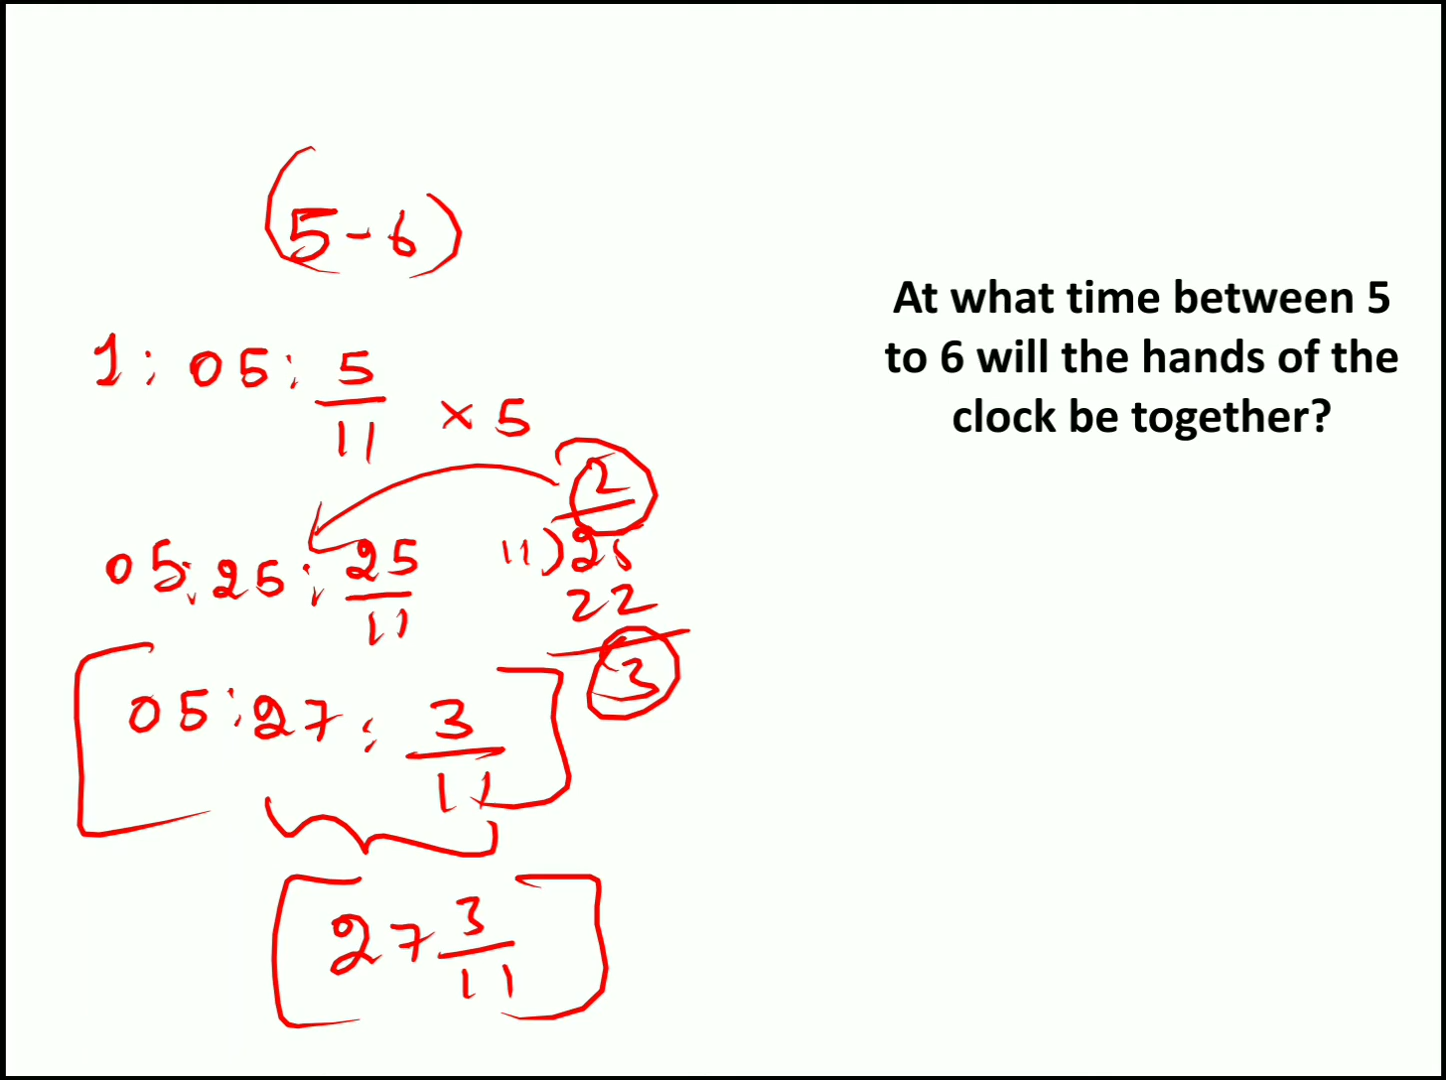 (5-6)
1 : 05 : 5/11 × 5
2
05 : 25 : 25/11
11)25
22
3
05 : 27 : 3/11
27 3/11
At what time between 5
to 6 will the hands of the
clock be together?